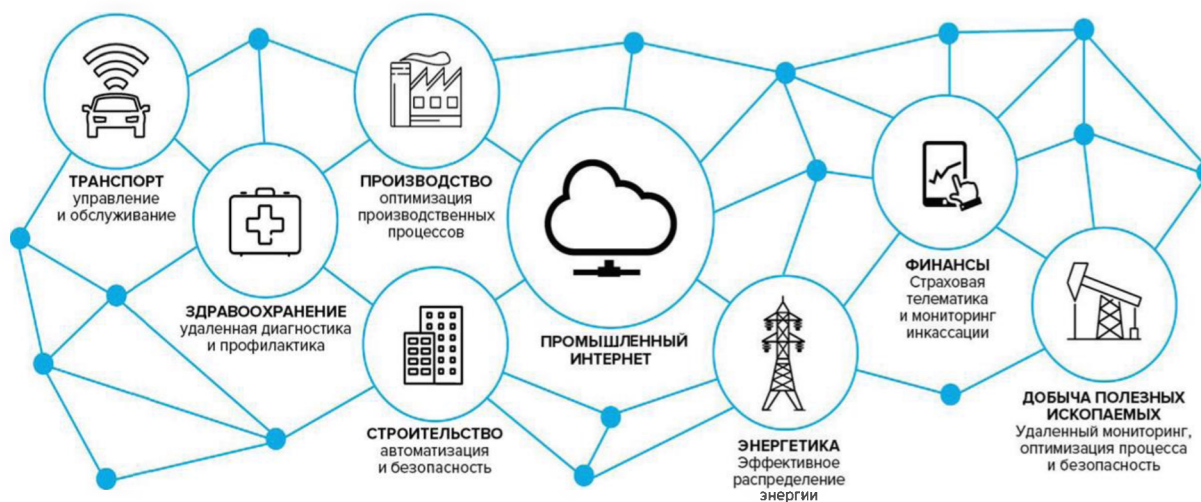 ТРАНСПОРТ
управление
и обслуживание
ЗДРАВООХРАНЕНИЕ
удаленная диагностика
и профилактика
ПРОИЗВОДСТВО
оптимизация
производственных
процессов
СТРОИТЕЛЬСТВО
автоматизация
и безопасность
ПРОМЫШЛЕННЫЙ
ИНТЕРНЕТ
ЭНЕРГЕТИКА
Эффективное
распределение
энергии
ФИНАНСЫ
Страховая
телематика
и мониторинг
инкассации
ДОБЫЧА ПОЛЕЗНЫХ
ИСКОПАЕМЫХ
Удаленный мониторинг,
оптимизация процесса
и безопасность